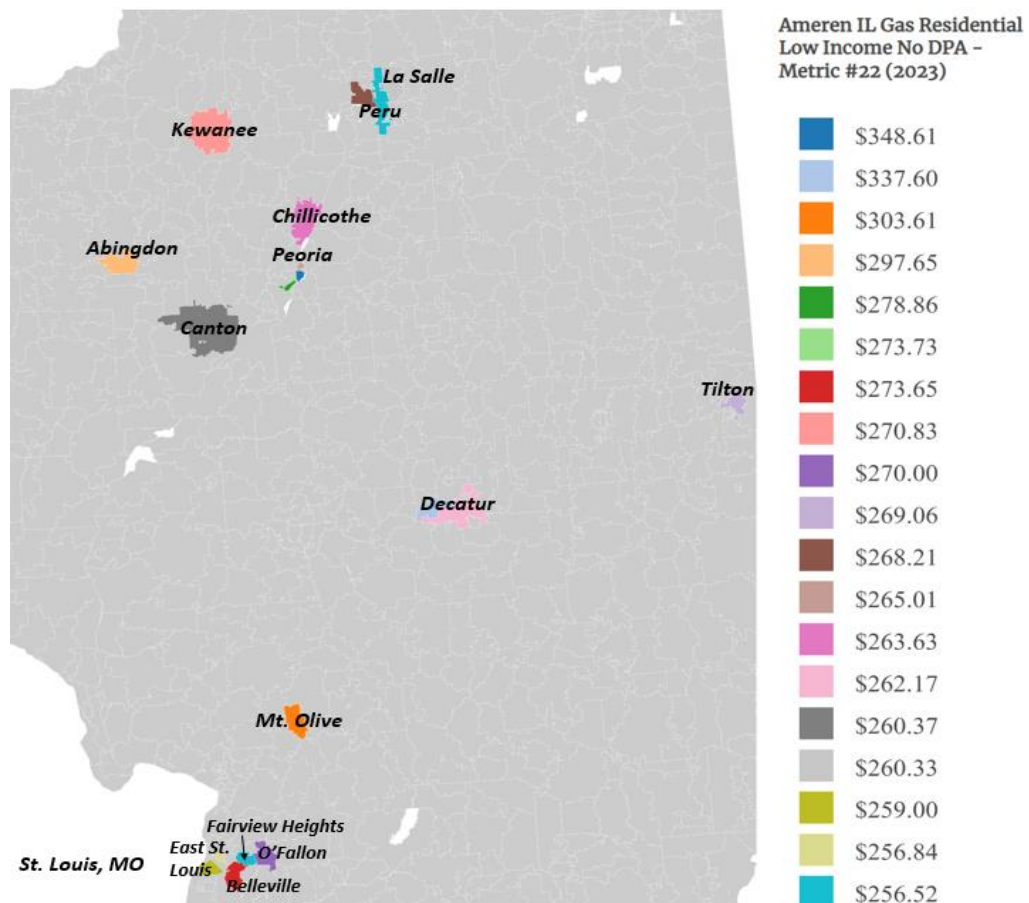 Ameren IL Gas Residential
Low Income No DPA –
Metric #22 (2023)
$348.61
$337.60
$303.61
$297.65
$278.86
$273.73
$273.65
$270.83
$270.00
$269.06
$268.21
$265.01
$263.63
$262.17
$260.37
$260.33
$259.00
$256.84
$256.52
La Salle
Peru
Kewanee
Chillicothe
Abingdon
Peoria
Canton
Tilton
Decatur
Mt. Olive
Fairview Heights
East St.
Louis
O'Fallon
St. Louis, MO
Belleville